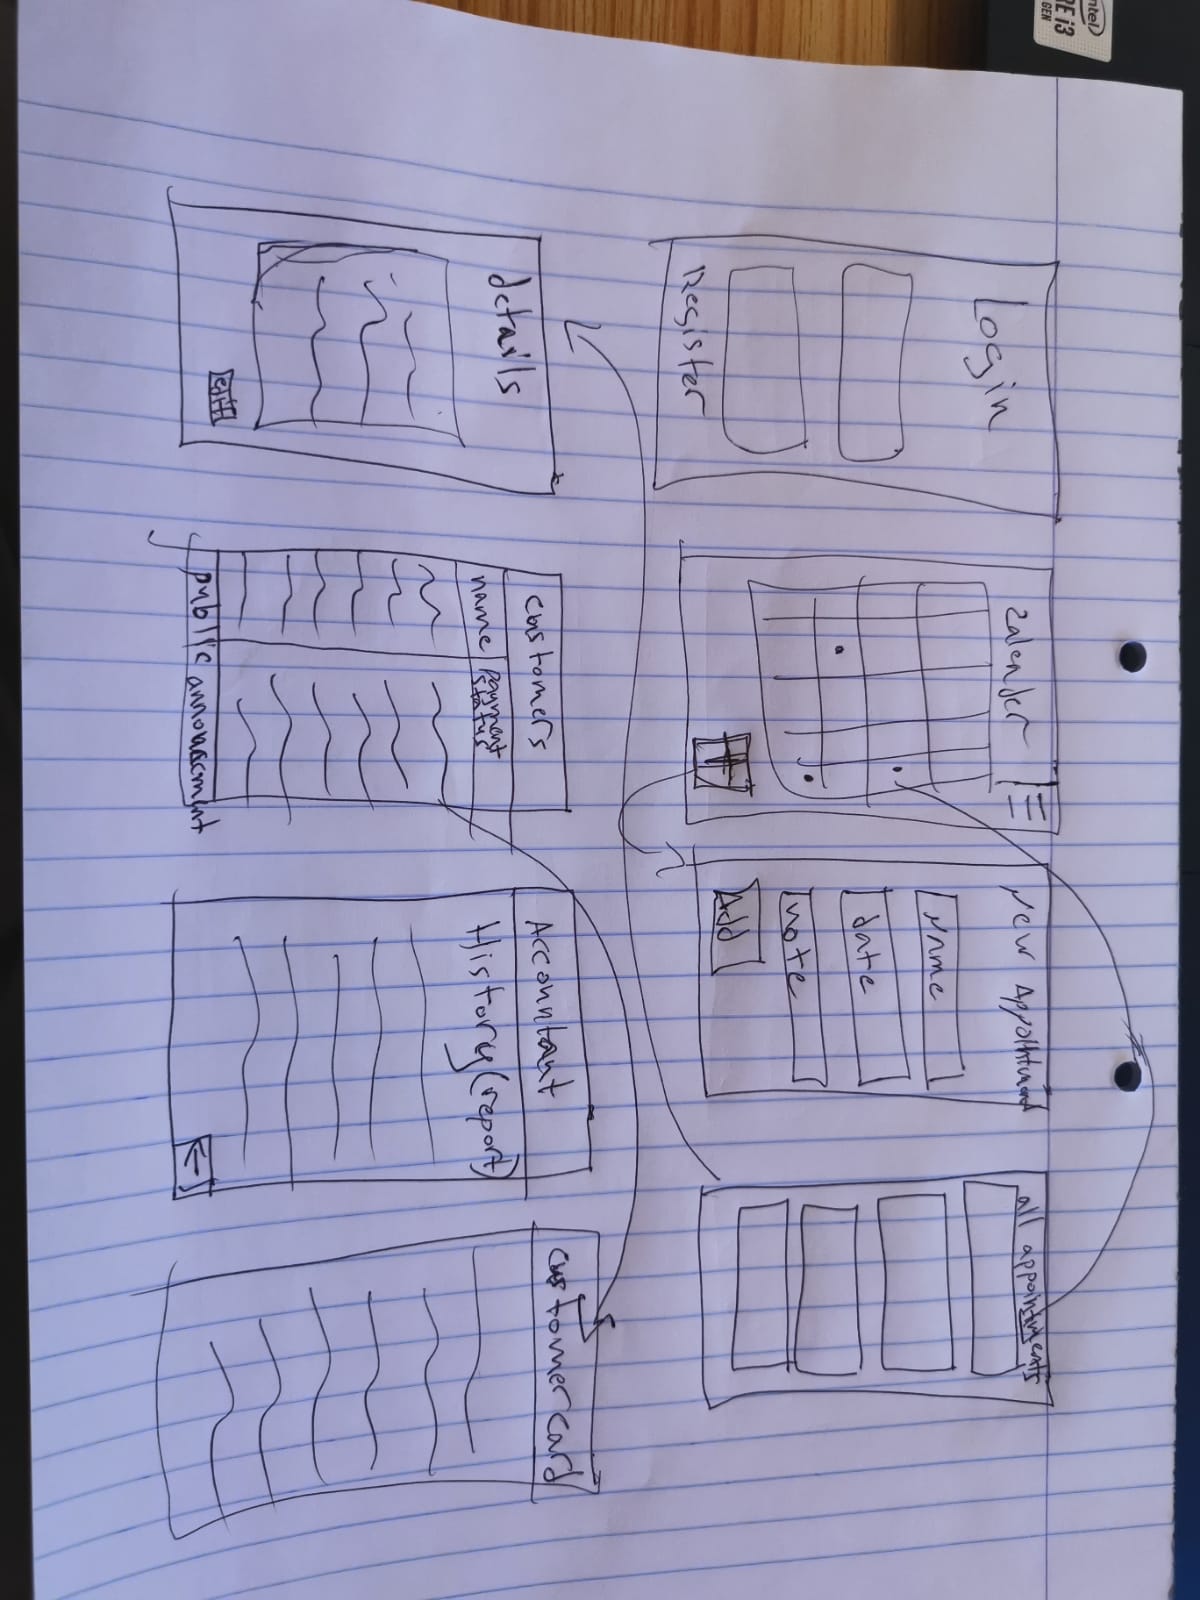 Login
Register
Zalender
New Appointment
Name
date
note
Add
all appointments
details
edit
Customers
name
payment
status
public announcement
Accountant
History (report)
Customer card
intel
RE i3
GEN